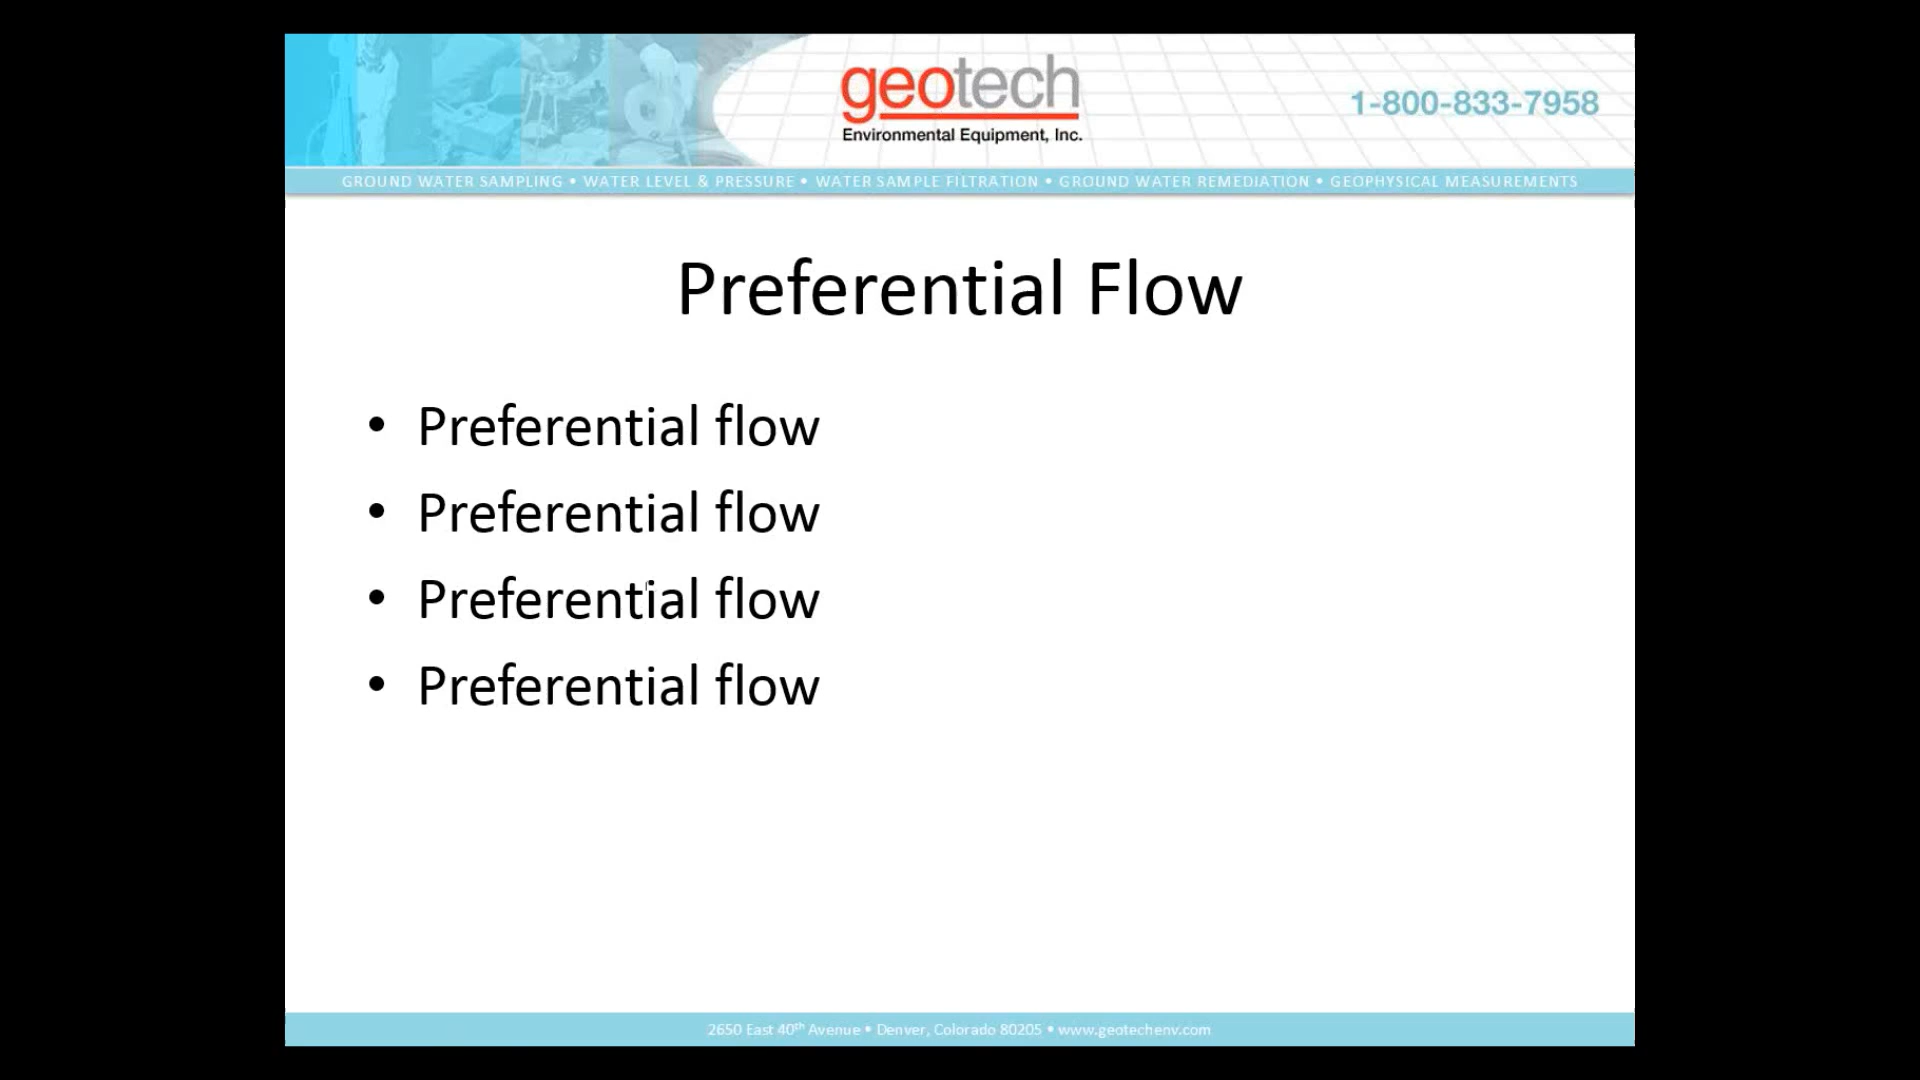 geotech
Environmental Equipment, Inc.
1-800-833-7958
GROUND WATER SAMPLING • WATER LEVEL & PRESSURE • WATER SAMPLE FILTRATION • GROUND WATER REMEDIATION • GEOPHYSICAL MEASUREMENTS
Preferential Flow
• Preferential flow
• Preferential flow
• Preferential flow
• Preferential flow
2650 East 40th Avenue • Denver, Colorado 80205 • www.geotechenv.com